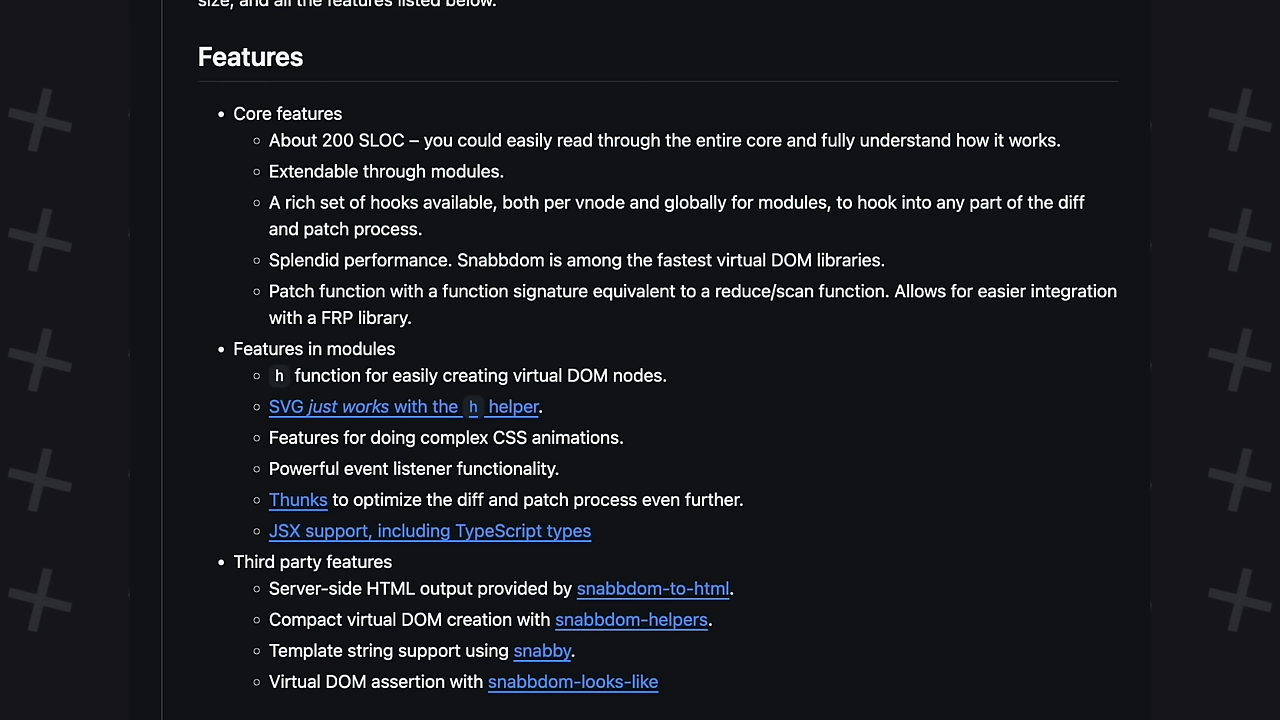 size, and all the features listed below.
Features
• Core features
◦ About 200 SLOC – you could easily read through the entire core and fully understand how it works.
◦ Extendable through modules.
◦ A rich set of hooks available, both per vnode and globally for modules, to hook into any part of the diff
and patch process.
◦ Splendid performance. Snabbdom is among the fastest virtual DOM libraries.
◦ Patch function with a function signature equivalent to a reduce/scan function. Allows for easier integration
with a FRP library.
• Features in modules
◦ h function for easily creating virtual DOM nodes.
◦ SVG just works with the h helper.
◦ Features for doing complex CSS animations.
◦ Powerful event listener functionality.
◦ Thunks to optimize the diff and patch process even further.
◦ JSX support, including TypeScript types
• Third party features
◦ Server-side HTML output provided by snabbdom-to-html.
◦ Compact virtual DOM creation with snabbdom-helpers.
◦ Template string support using snabby.
◦ Virtual DOM assertion with snabbdom-looks-like